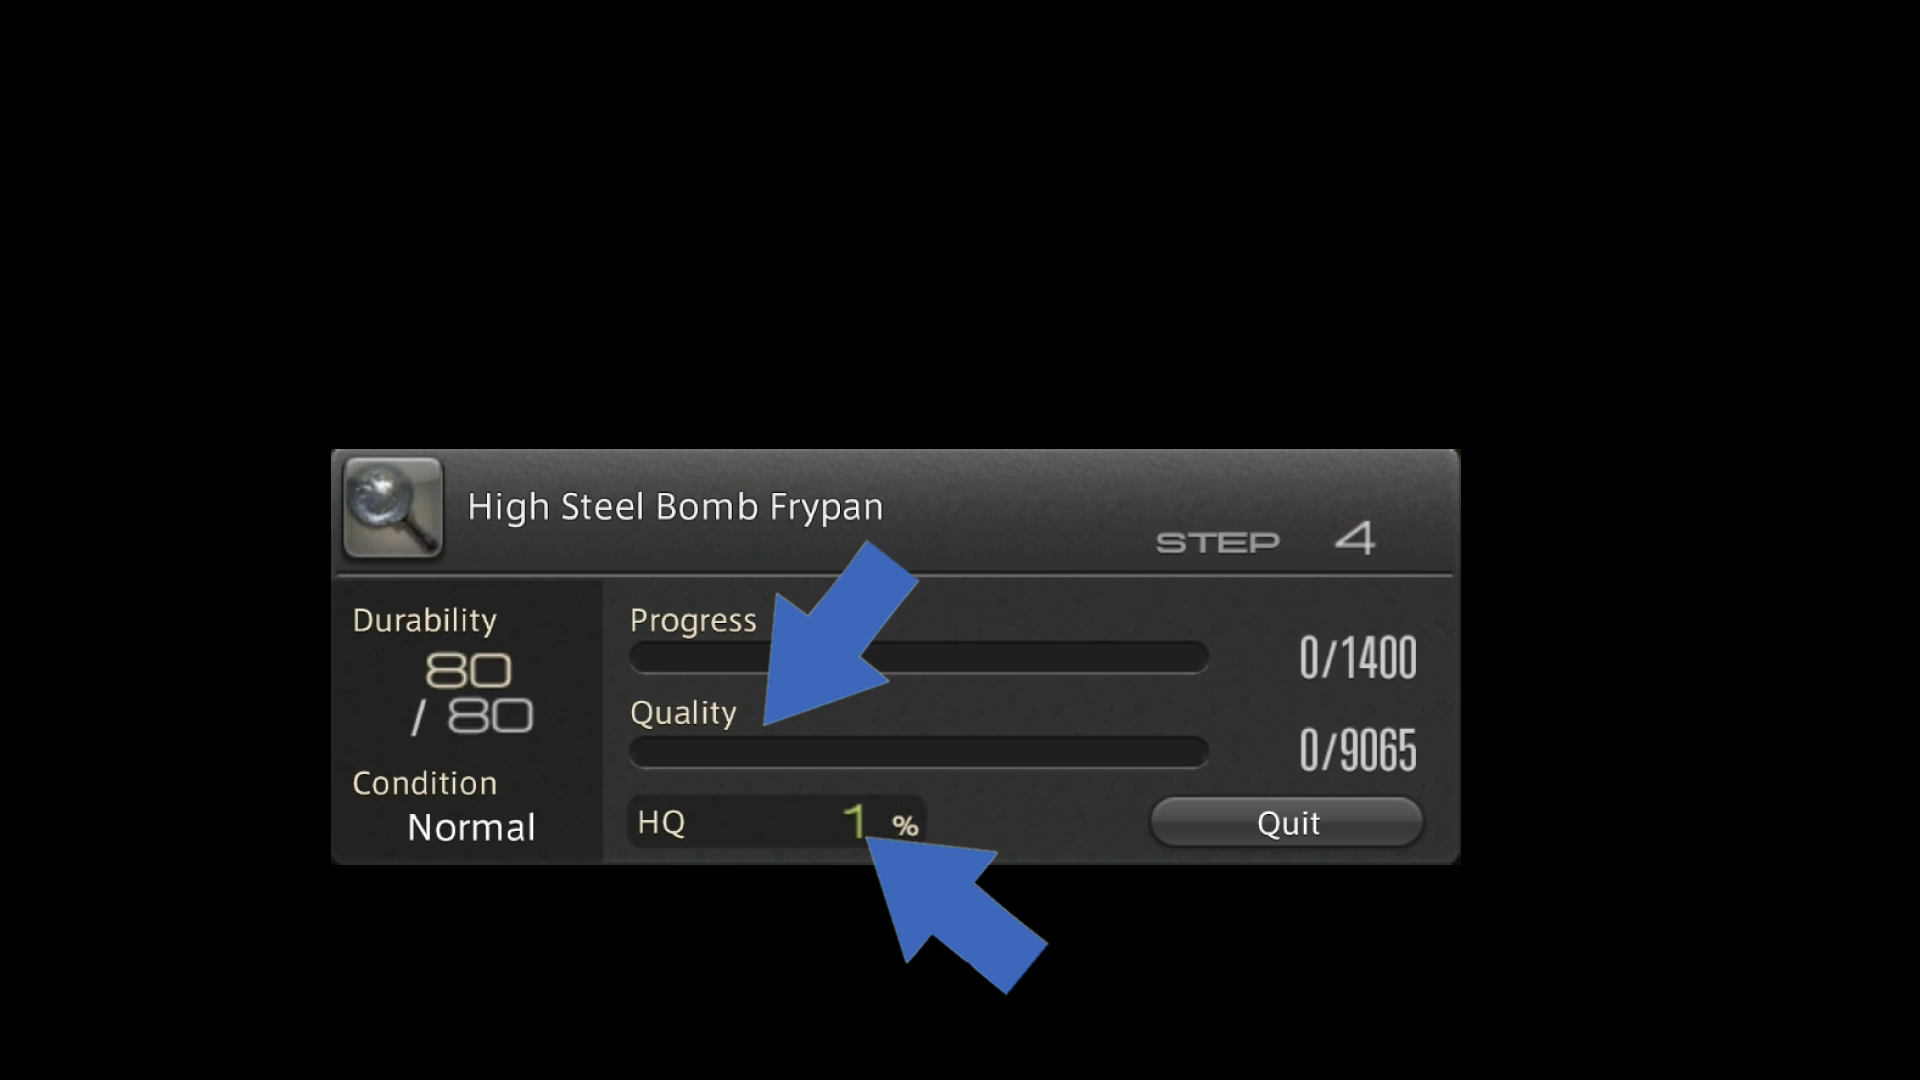 High Steel Bomb Frypan
STEP 4
Durability
80
/ 80
Condition
Normal
Progress
0/1400
Quality
0/9065
HQ 1 %
Quit